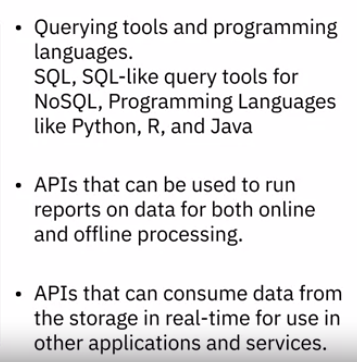 • Querying tools and programming
languages.
SQL, SQL-like query tools for
NoSQL, Programming Languages
like Python, R, and Java
• APIs that can be used to run
reports on data for both online
and offline processing.
• APIs that can consume data from
the storage in real-time for use in
other applications and services.